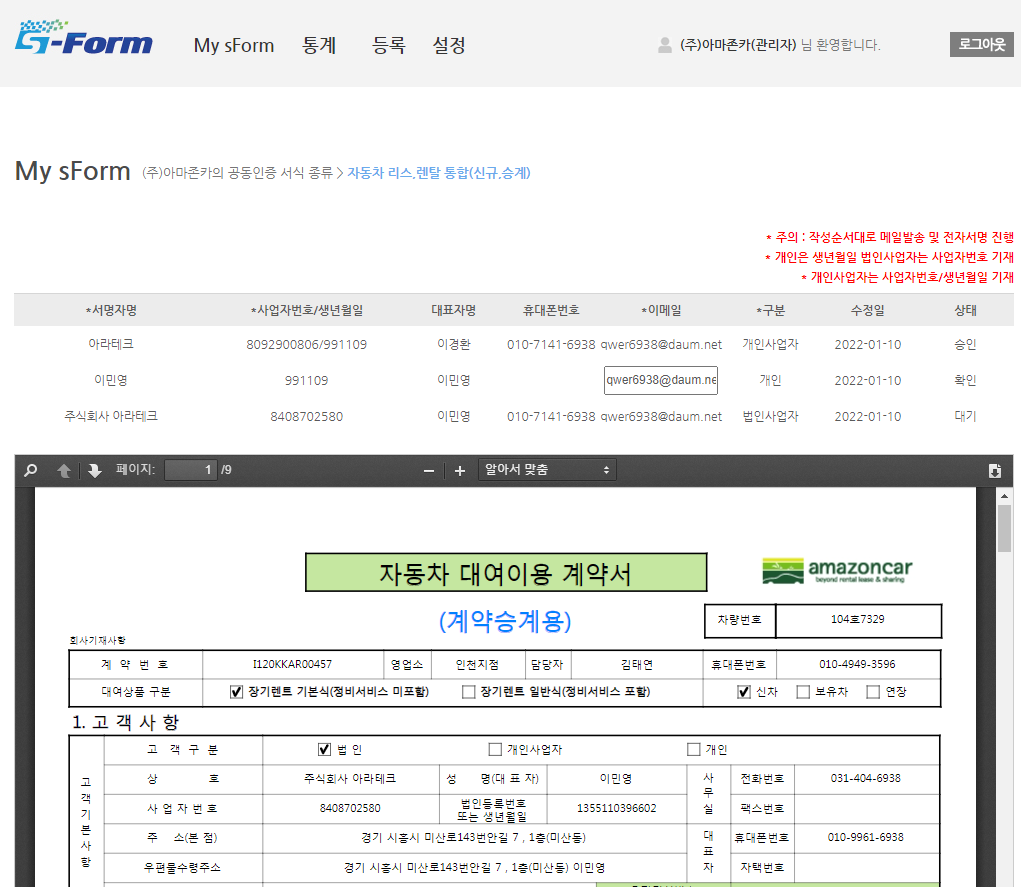 S-Form My sForm 통계 등록 설정 (주)아마존카(관리자) 님 환영합니다. 로그아웃
My sForm (주)아마존카의 공동인증 서식 종류 > 자동차 리스,렌탈 통합(신규,승계)
* 주의 : 작성순서대로 메일발송 및 전자서명 진행
* 개인은 생년월일 법인사업자는 사업자번호 기재
* 개인사업자는 사업자번호/생년월일 기재
*서명자명 *사업자번호/생년월일 대표자명 휴대폰번호 *이메일 *구분 수정일 상태
아라테크 8092900806/991109 이경환 010-7141-6938 qwer6938@daum.net 개인사업자 2022-01-10 승인
이민영 991109 이민영 qwer6938@daum.ne 개인 2022-01-10 확인
주식회사 아라테크 8408702580 이민영 010-7141-6938 qwer6938@daum.net 법인사업자 2022-01-10 대기
페이지: 1 /9 알아서 맞춤
자동차 대여이용 계약서 amazoncar
beyond rental lease & sharing
(계약승계용) 차량번호 104호7329
회사기재사항
계 약 번 호 I120KKAR00457 영업소 인천지점 담당자 김태연 휴대폰번호 010-4949-3596
대여상품 구분 장기렌트 기본식(정비서비스 미포함) 장기렌트 일반식(정비서비스 포함) 신차 보유차 연장
1. 고 객 사 항
고객기본사항
고 객 구 분 법 인 개인사업자 개인
상 호 주식회사 아라테크 성 명(대 표 자) 이민영 사무실 전화번호 031-404-6938
사 업 자 번 호 8408702580 법인등록번호 또는 생년월일 1355110396602 팩스번호
주 소(본 점) 경기 시흥시 미산로143번안길 7 , 1층(미산동) 대표자 휴대폰번호 010-9961-6938
우편물수령주소 경기 시흥시 미산로143번안길 7 , 1층(미산동) 이민영 자택번호